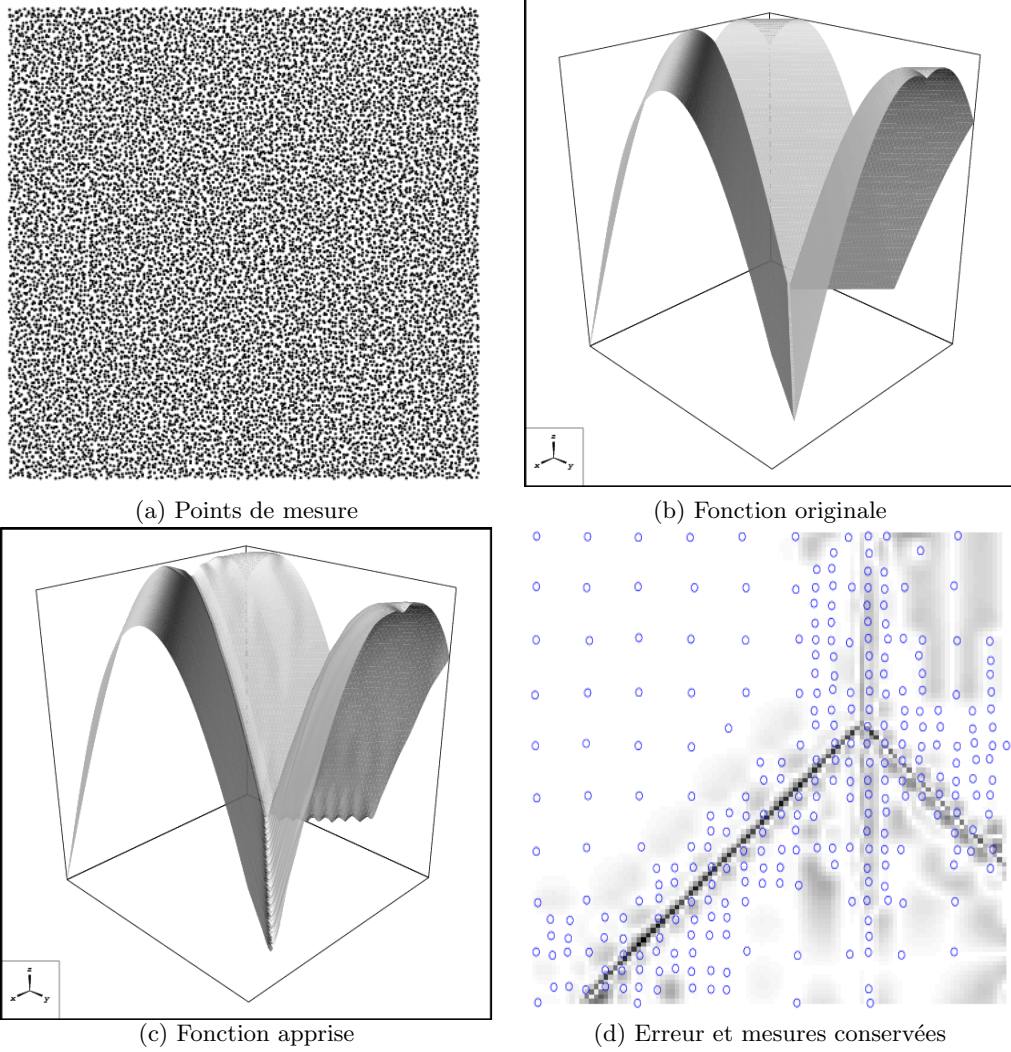 (a) Points de mesure
(b) Fonction originale
z
x
y
z
x
y
(c) Fonction apprise
(d) Erreur et mesures conservées